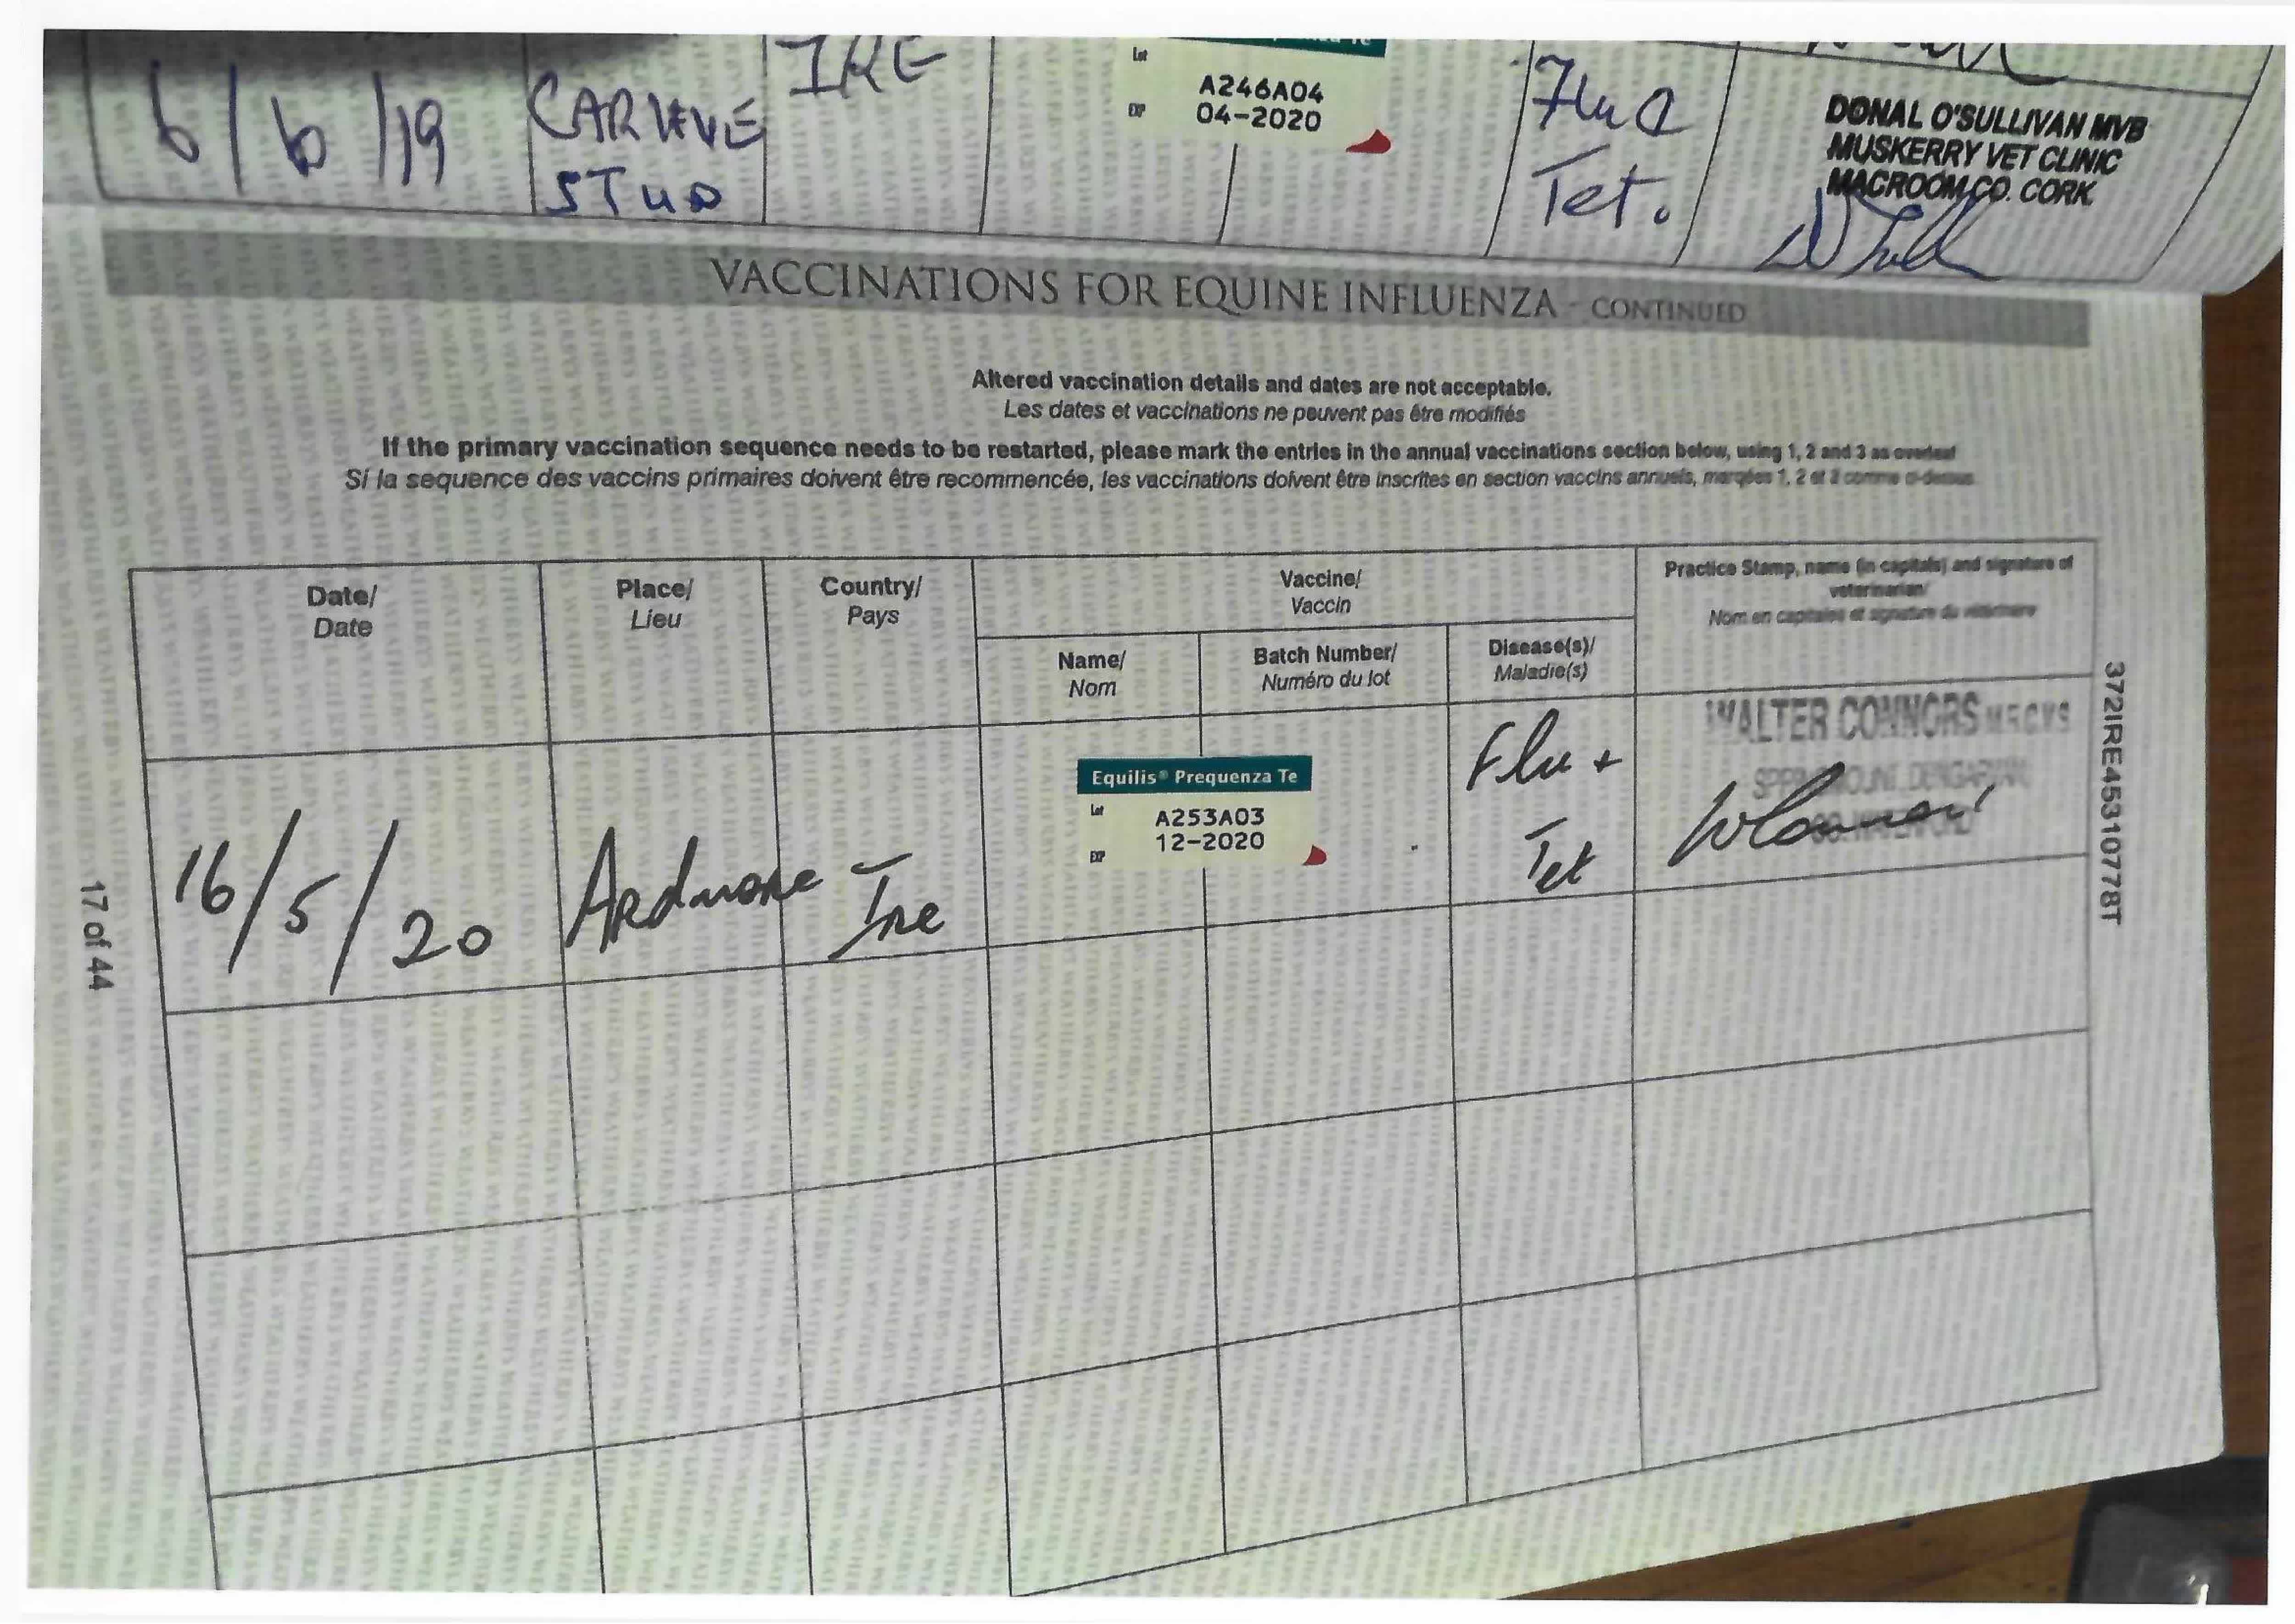 IRE
Lot
A246A04
EXP 04-2020
6/6/19
STUD
Flu &
Tet.
DONAL O'SULLIVAN MVB
MUSKERRY VET CLINIC
MACROOM, CO. CORK.
VACCINATIONS FOR EQUINE INFLUENZA - CONTINUED
Altered vaccination details and dates are not acceptable.
Les dates et vaccinations ne peuvent pas être modifiés
If the primary vaccination sequence needs to be restarted, please mark the entries in the annual vaccinations section below, using 1, 2 and 3 as overleaf
Si la sequence des vaccins primaires doivent être recommencée, les vaccinations doivent être inscrites en section vaccins annuels, marqées 1, 2 et 3 comme ci-dessus
Date/
Date
Place/
Lieu
Country/
Pays
Vaccine/
Vaccin
Name/
Nom
Batch Number/
Numéro du lot
Disease(s)/
Maladie(s)
Practice Stamp, name (in capitals) and signature of
veterinarian/
Nom en capitales et signature du vétérinaire
16/5/20
Ardmore
Ire
Equilis® Prequenza Te
Lot
A253A03
12-2020
EXP
Flu +
Tet
WALTER CONNORS MRCVS
CO.
372IRE45310778T
17 of 44